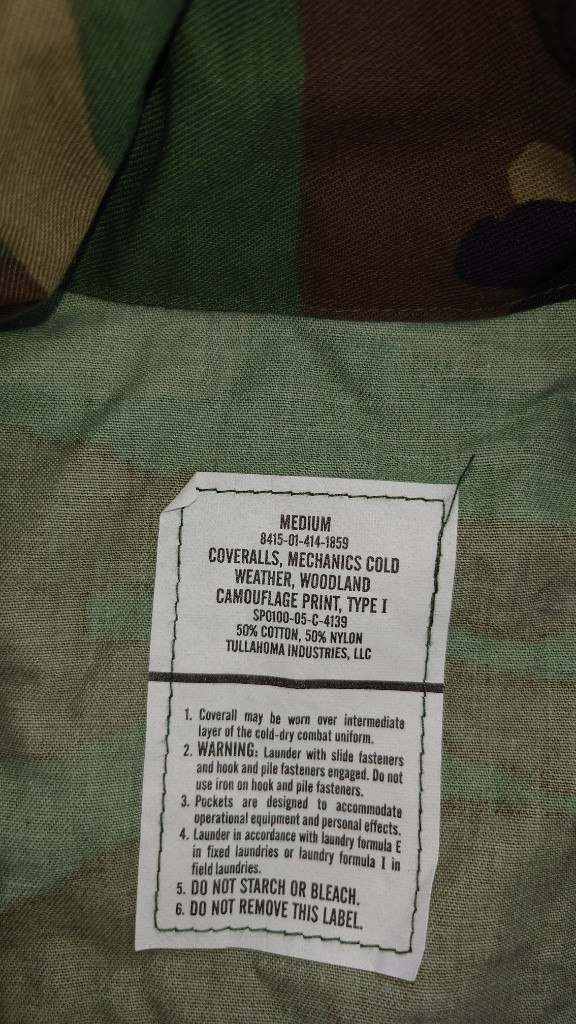 MEDIUM
8415-01-414-1859
COVERALLS, MECHANICS COLD
WEATHER, WOODLAND
CAMOUFLAGE PRINT, TYPE I
SPO100-05-C-4139
50% COTTON, 50% NYLON
TULLAHOMA INDUSTRIES, LLC
1. Coverall may be worn over intermediate
layer of the cold-dry combat uniform.
2. WARNING: Launder with slide fasteners
and hook and pile fasteners engaged. Do not
use iron on hook and pile fasteners.
3. Pockets are designed to accommodate
operational equipment and personal effects.
4. Launder in accordance with laundry formula E
in fixed laundries or laundry formula I in
field laundries.
5. DO NOT STARCH OR BLEACH.
6. DO NOT REMOVE THIS LABEL.